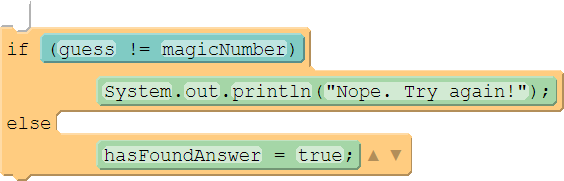 if (guess != magicNumber)
System.out.println("Nope. Try again!");
else
hasFoundAnswer = true;